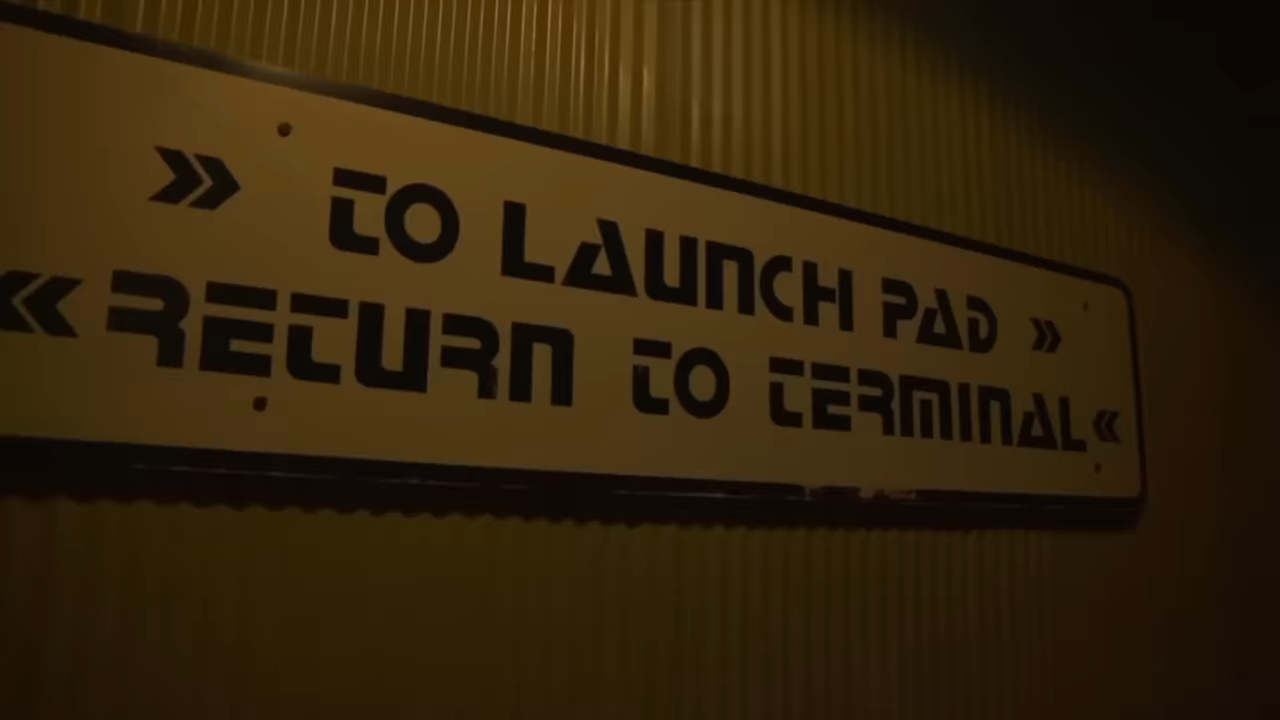 » TO LAUNCH PAD »
« RETURN TO TERMINAL «